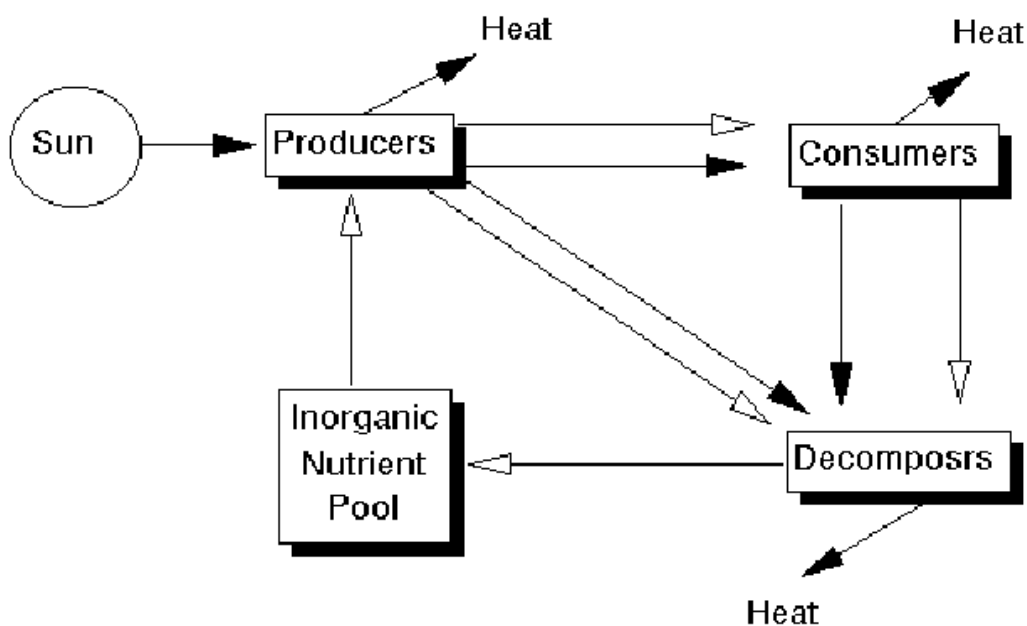 Heat
Heat
Sun
Producers
Consumers
Inorganic
Nutrient
Pool
Decomposrs
Heat